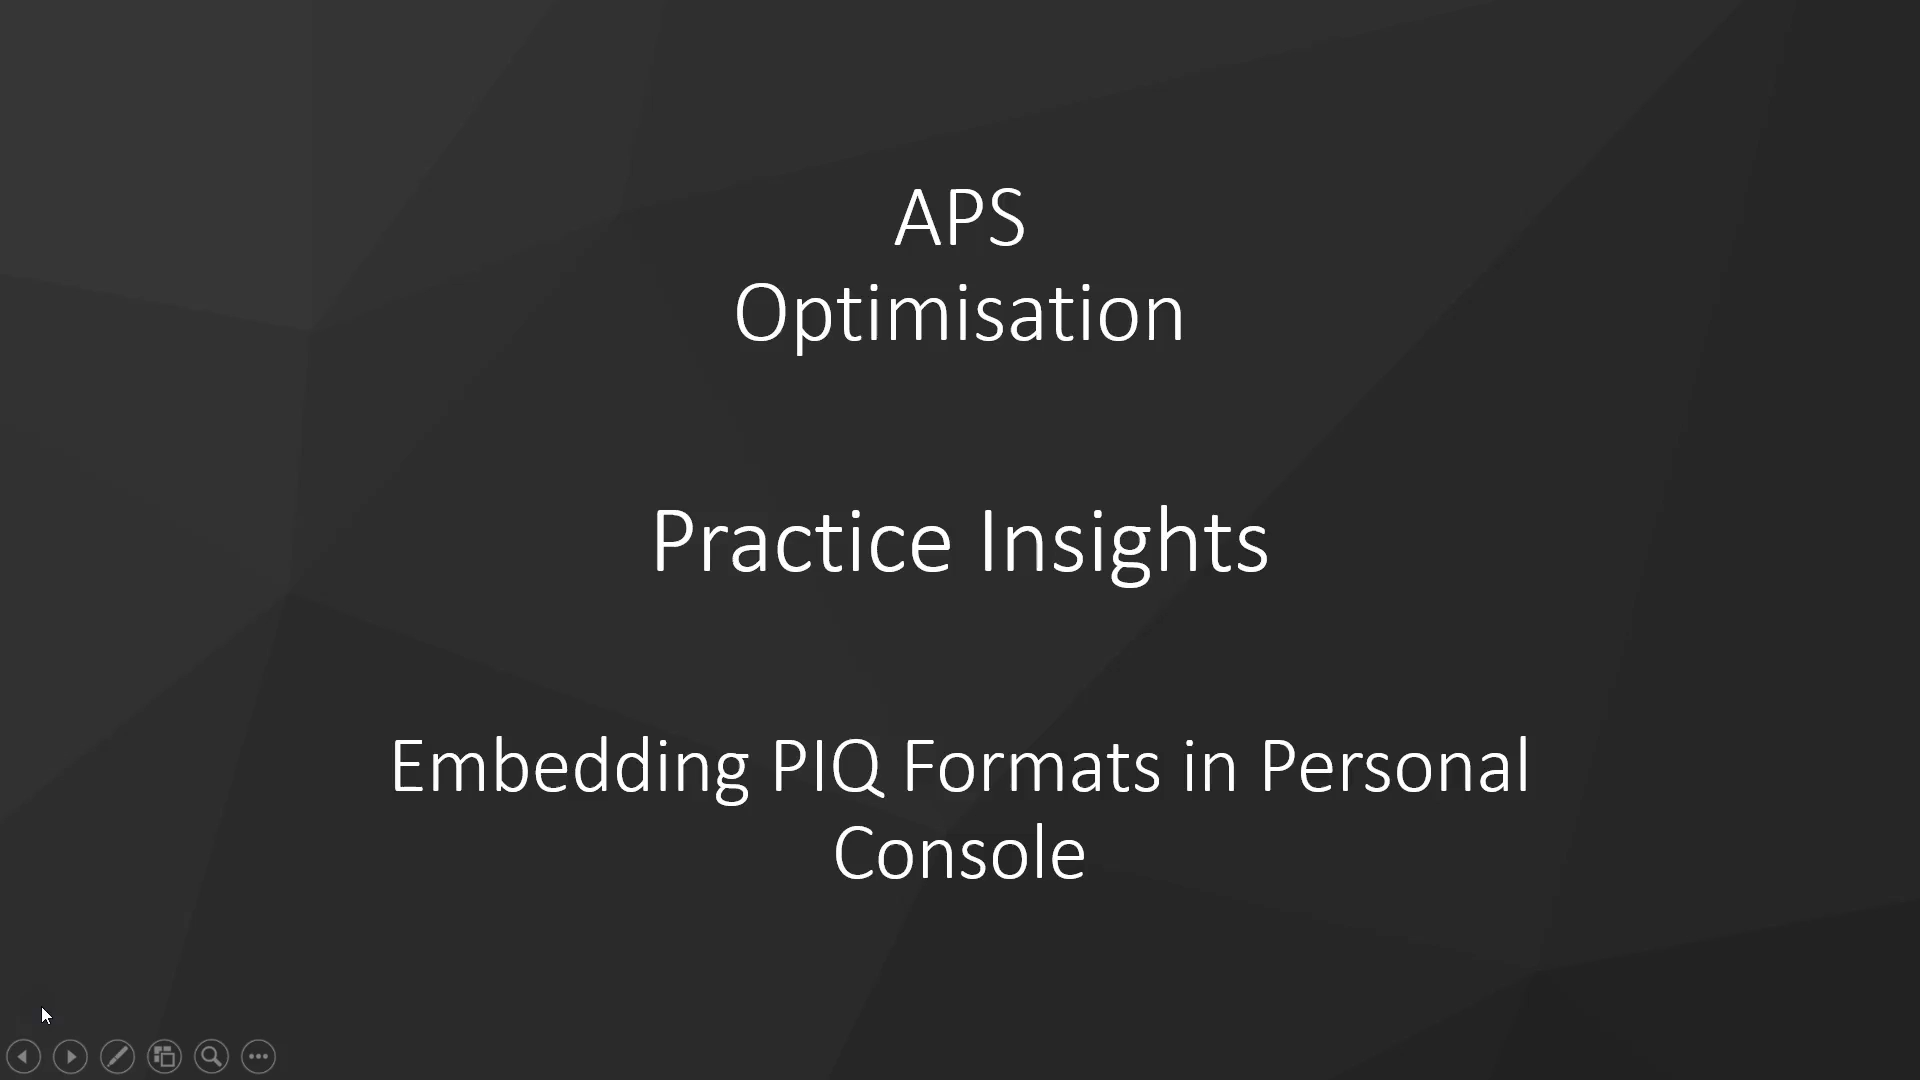 APS
Optimisation
Practice Insights
Embedding PIQ Formats in Personal
Console